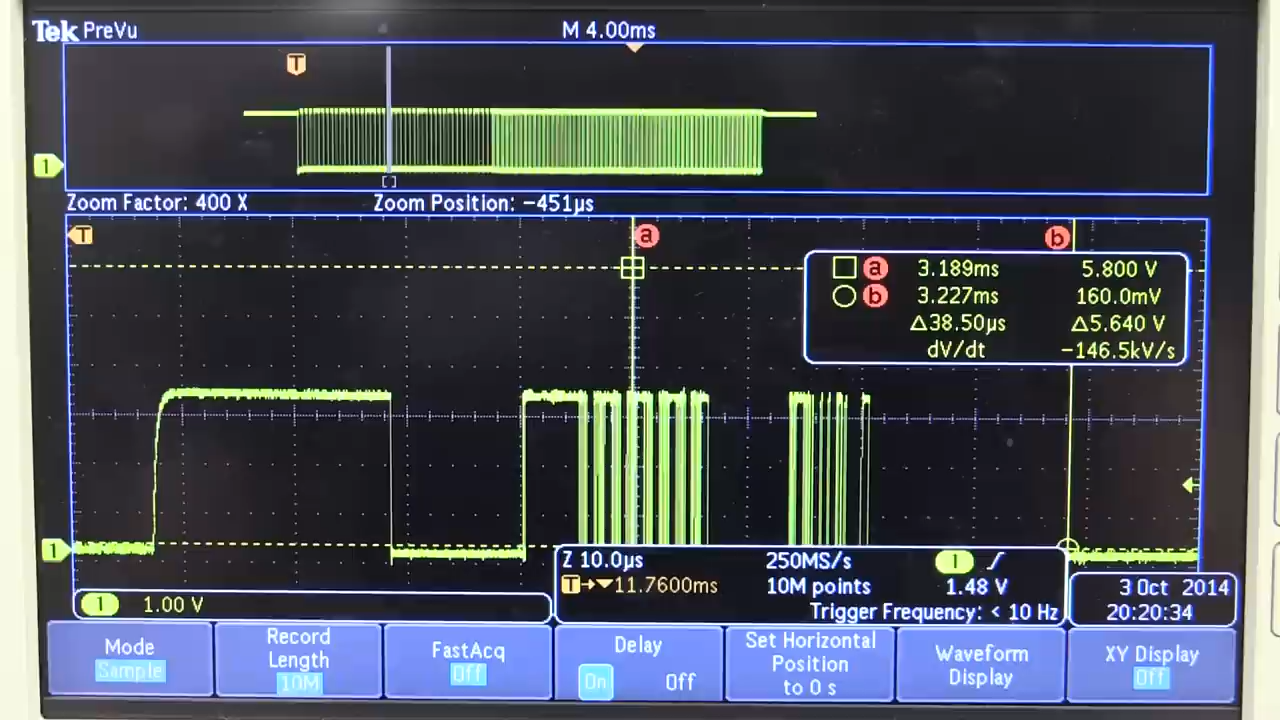 Tek PreVu M 4.00ms
T
1
Zoom Factor: 400 X Zoom Position: −451µs
T a b
a 3.189ms 5.800 V
b 3.227ms 160.0mV
Δ38.50µs Δ5.640 V
dV/dt −146.5kV/s
1
Z 10.0µs 250MS/s 1
T→▼11.7600ms 10M points 1.48 V
Trigger Frequency: < 10 Hz
1 1.00 V
3 Oct 2014
20:20:34
Mode
Sample
Record
Length
10M
FastAcq
Off
Delay
On Off
Set Horizontal
Position
to 0 s
Waveform
Display
XY Display
Off